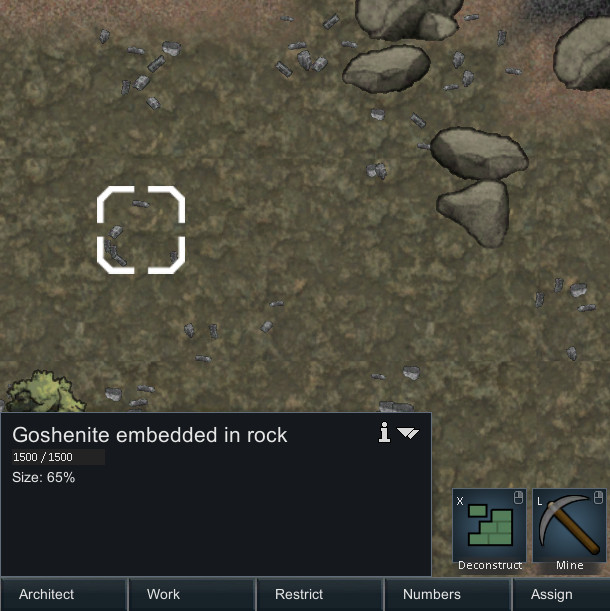 Goshenite embedded in rock
1500 / 1500
Size: 65%
X
L
Deconstruct
Mine
Architect
Work
Restrict
Numbers
Assign